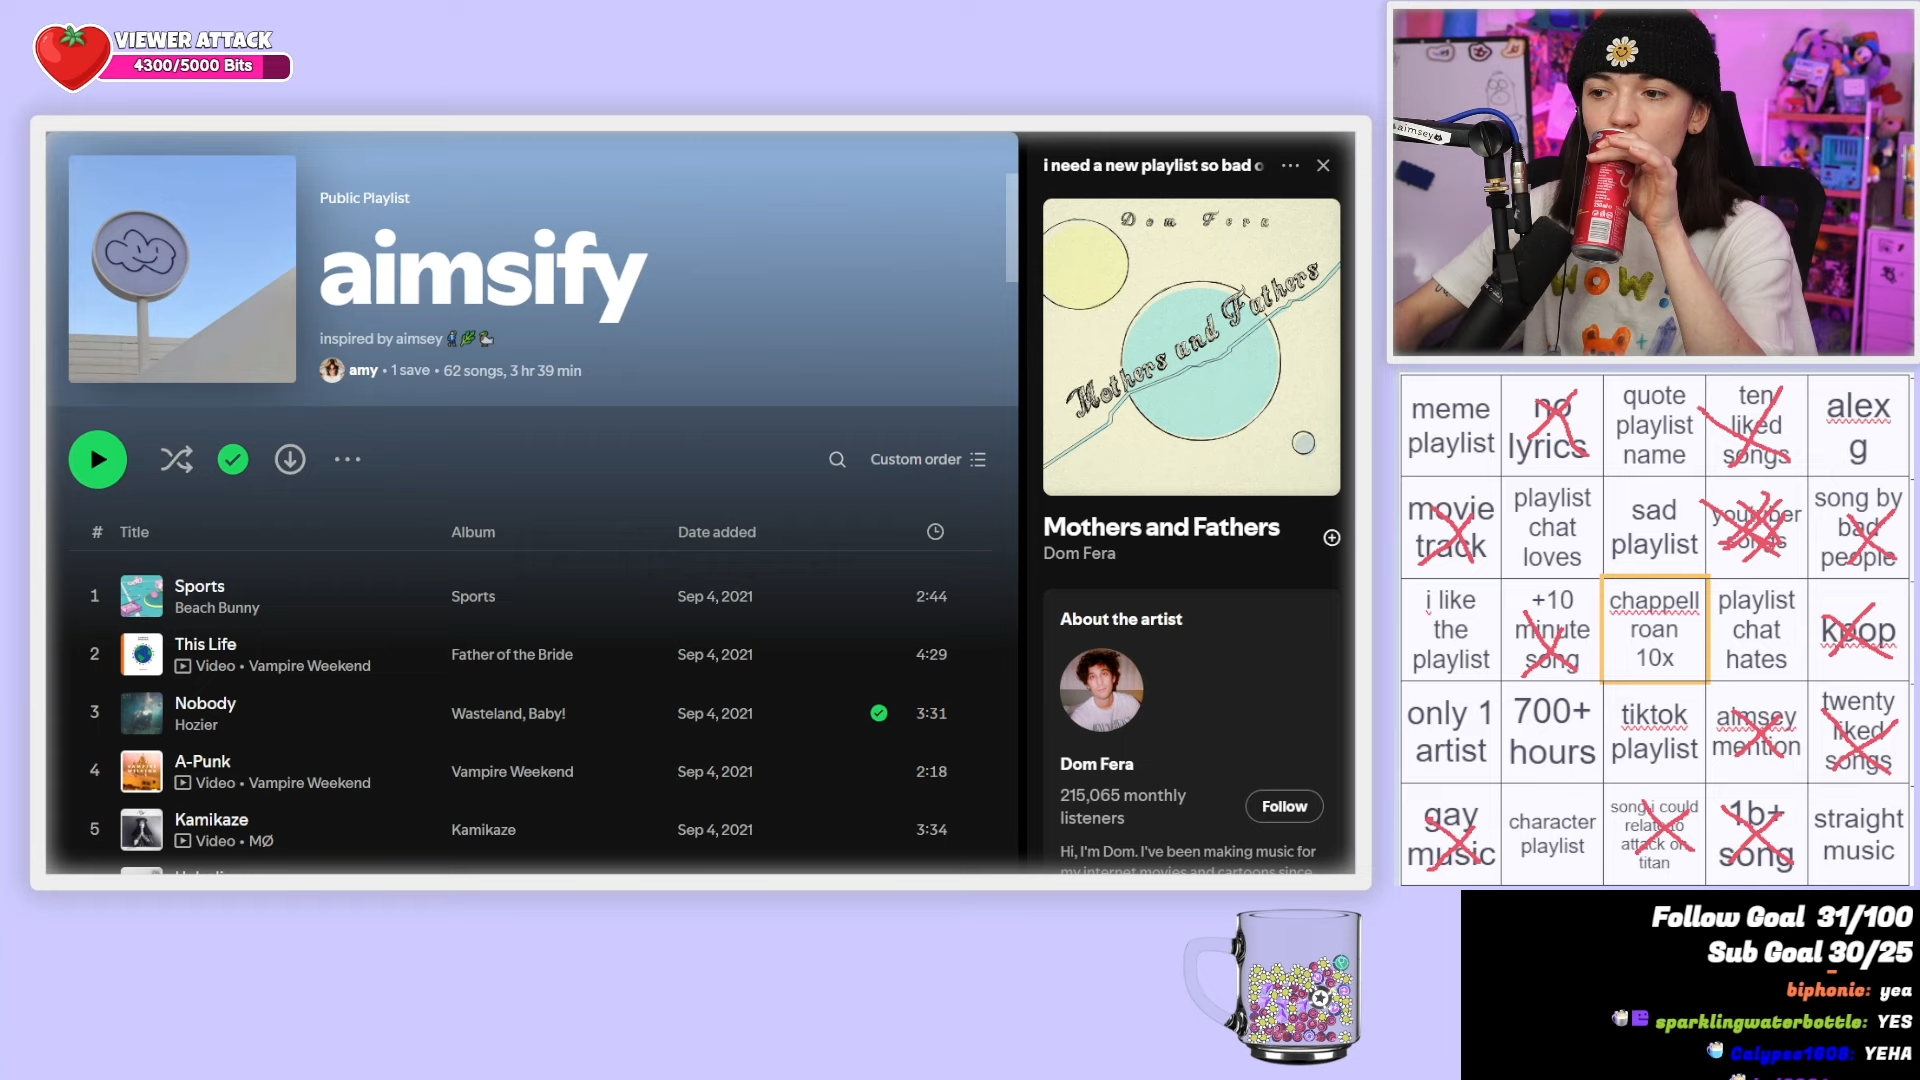 VIEWER ATTACK
4300/5000 Bits
Public Playlist
aimsify
inspired by aimsey
amy • 1 save • 62 songs, 3 hr 39 min
Custom order
# Title Album Date added
1 Sports Sports Sep 4, 2021 2:44
Beach Bunny
2 This Life Father of the Bride Sep 4, 2021 4:29
Video • Vampire Weekend
3 Nobody Wasteland, Baby! Sep 4, 2021 3:31
Hozier
4 A-Punk Vampire Weekend Sep 4, 2021 2:18
Video • Vampire Weekend
5 Kamikaze Kamikaze Sep 4, 2021 3:34
Video • MØ
i need a new playlist so bad
Dom Fera
Mothers and Fathers
Mothers and Fathers
Dom Fera
About the artist
Dom Fera
215,065 monthly
listeners
Follow
Hi, I'm Dom. I've been making music for
my internet movies and cartoons since
aimsey
WOW
meme
playlist
no
lyrics
quote
playlist
name
ten
liked
songs
alex
g
movie
track
playlist
chat
loves
sad
playlist
youtuber
songs
song by
bad
people
i like
the
playlist
+10
minute
song
chappell
roan
10x
playlist
chat
hates
kpop
only 1
artist
700+
hours
tiktok
playlist
aimsey
mention
twenty
liked
songs
gay
music
character
playlist
song i could
relate to
attack on
titan
1b+
song
straight
music
Follow Goal 31/100
Sub Goal 30/25
biphonic: yea
sparklingwaterbottle: YES
Calypso1608: YEHA